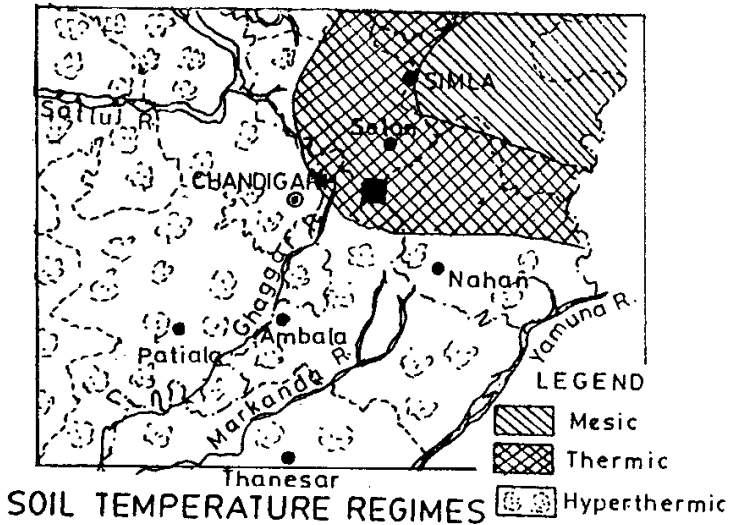 SIMLA
Satluj R.
Solan
CHANDIGARH
Ghaggar R.
Nahan
Ambala
Patiala
Markanda R.
Yamuna R.
Thanesar
LEGEND
Mesic
Thermic
Hyperthermic
SOIL TEMPERATURE REGIMES